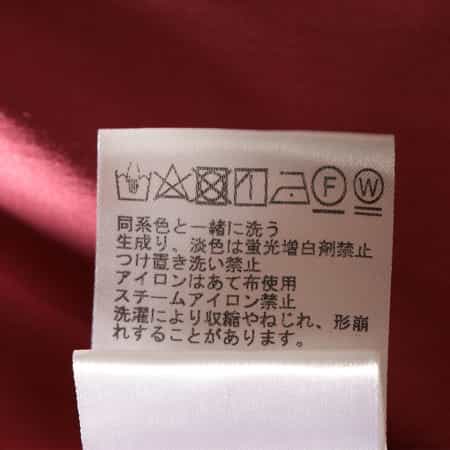 F W
同系色と一緒に洗う
生成り、淡色は蛍光増白剤禁止
つけ置き洗い禁止
アイロンはあて布使用
スチームアイロン禁止
洗濯により収縮やねじれ、形崩
れすることがあります。